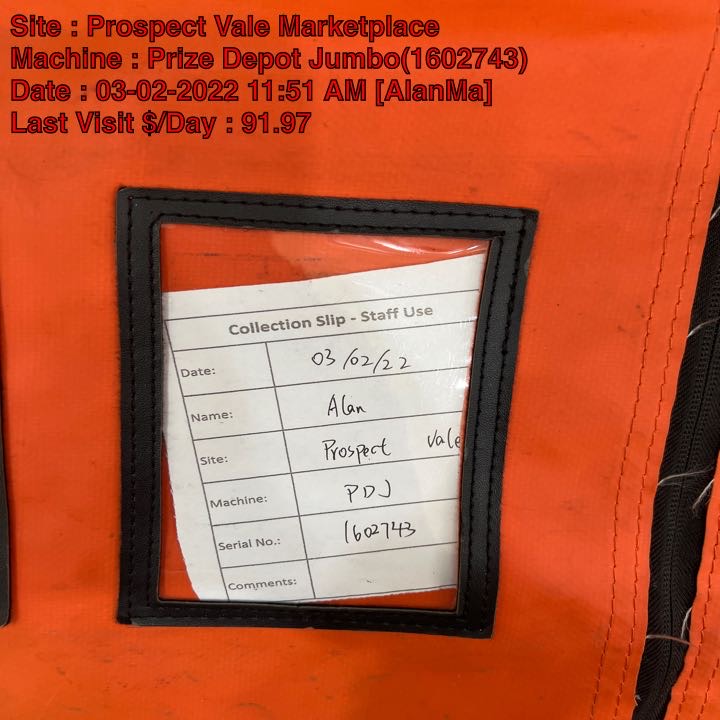 Site : Prospect Vale Marketplace
Machine : Prize Depot Jumbo(1602743)
Date : 03-02-2022 11:51 AM [AlanMa]
Last Visit $/Day : 91.97
Collection Slip - Staff Use
Date: 03/02/22
Name: Alan
Site: Prospect Vale
Machine: PDJ
Serial No.: 1602743
Comments: